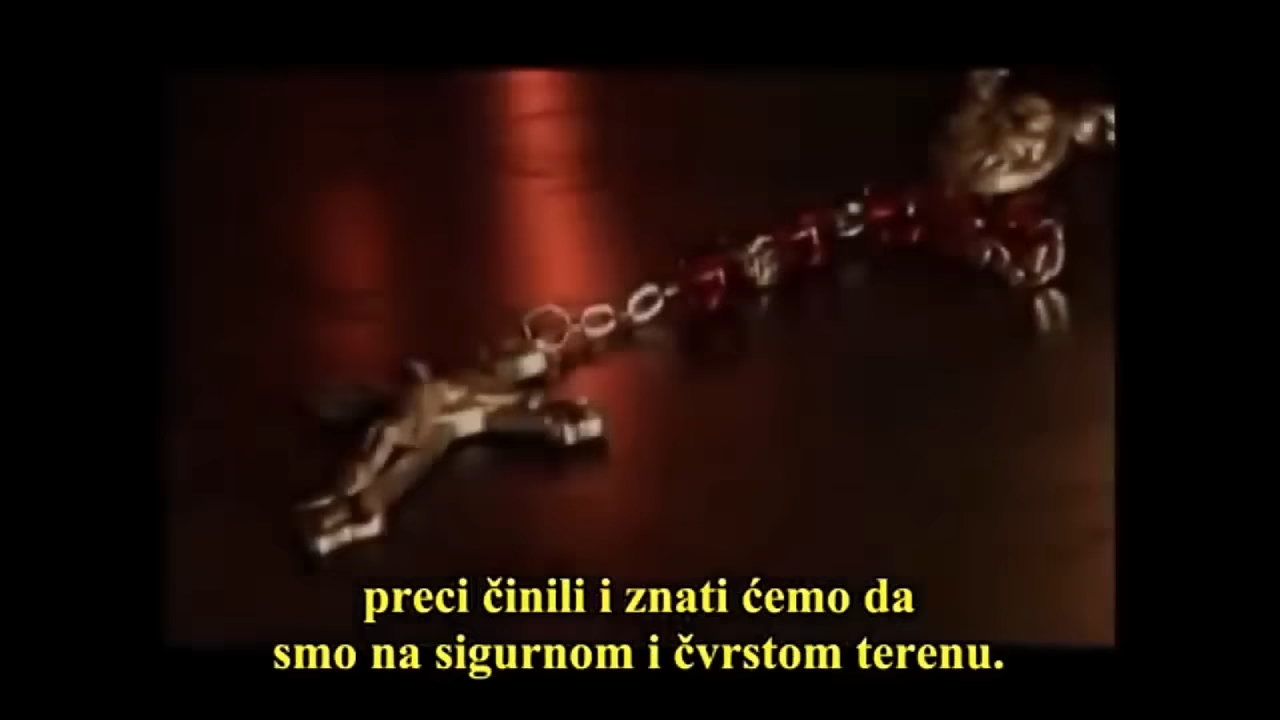 preci činili i znati ćemo da
smo na sigurnom i čvrstom terenu.